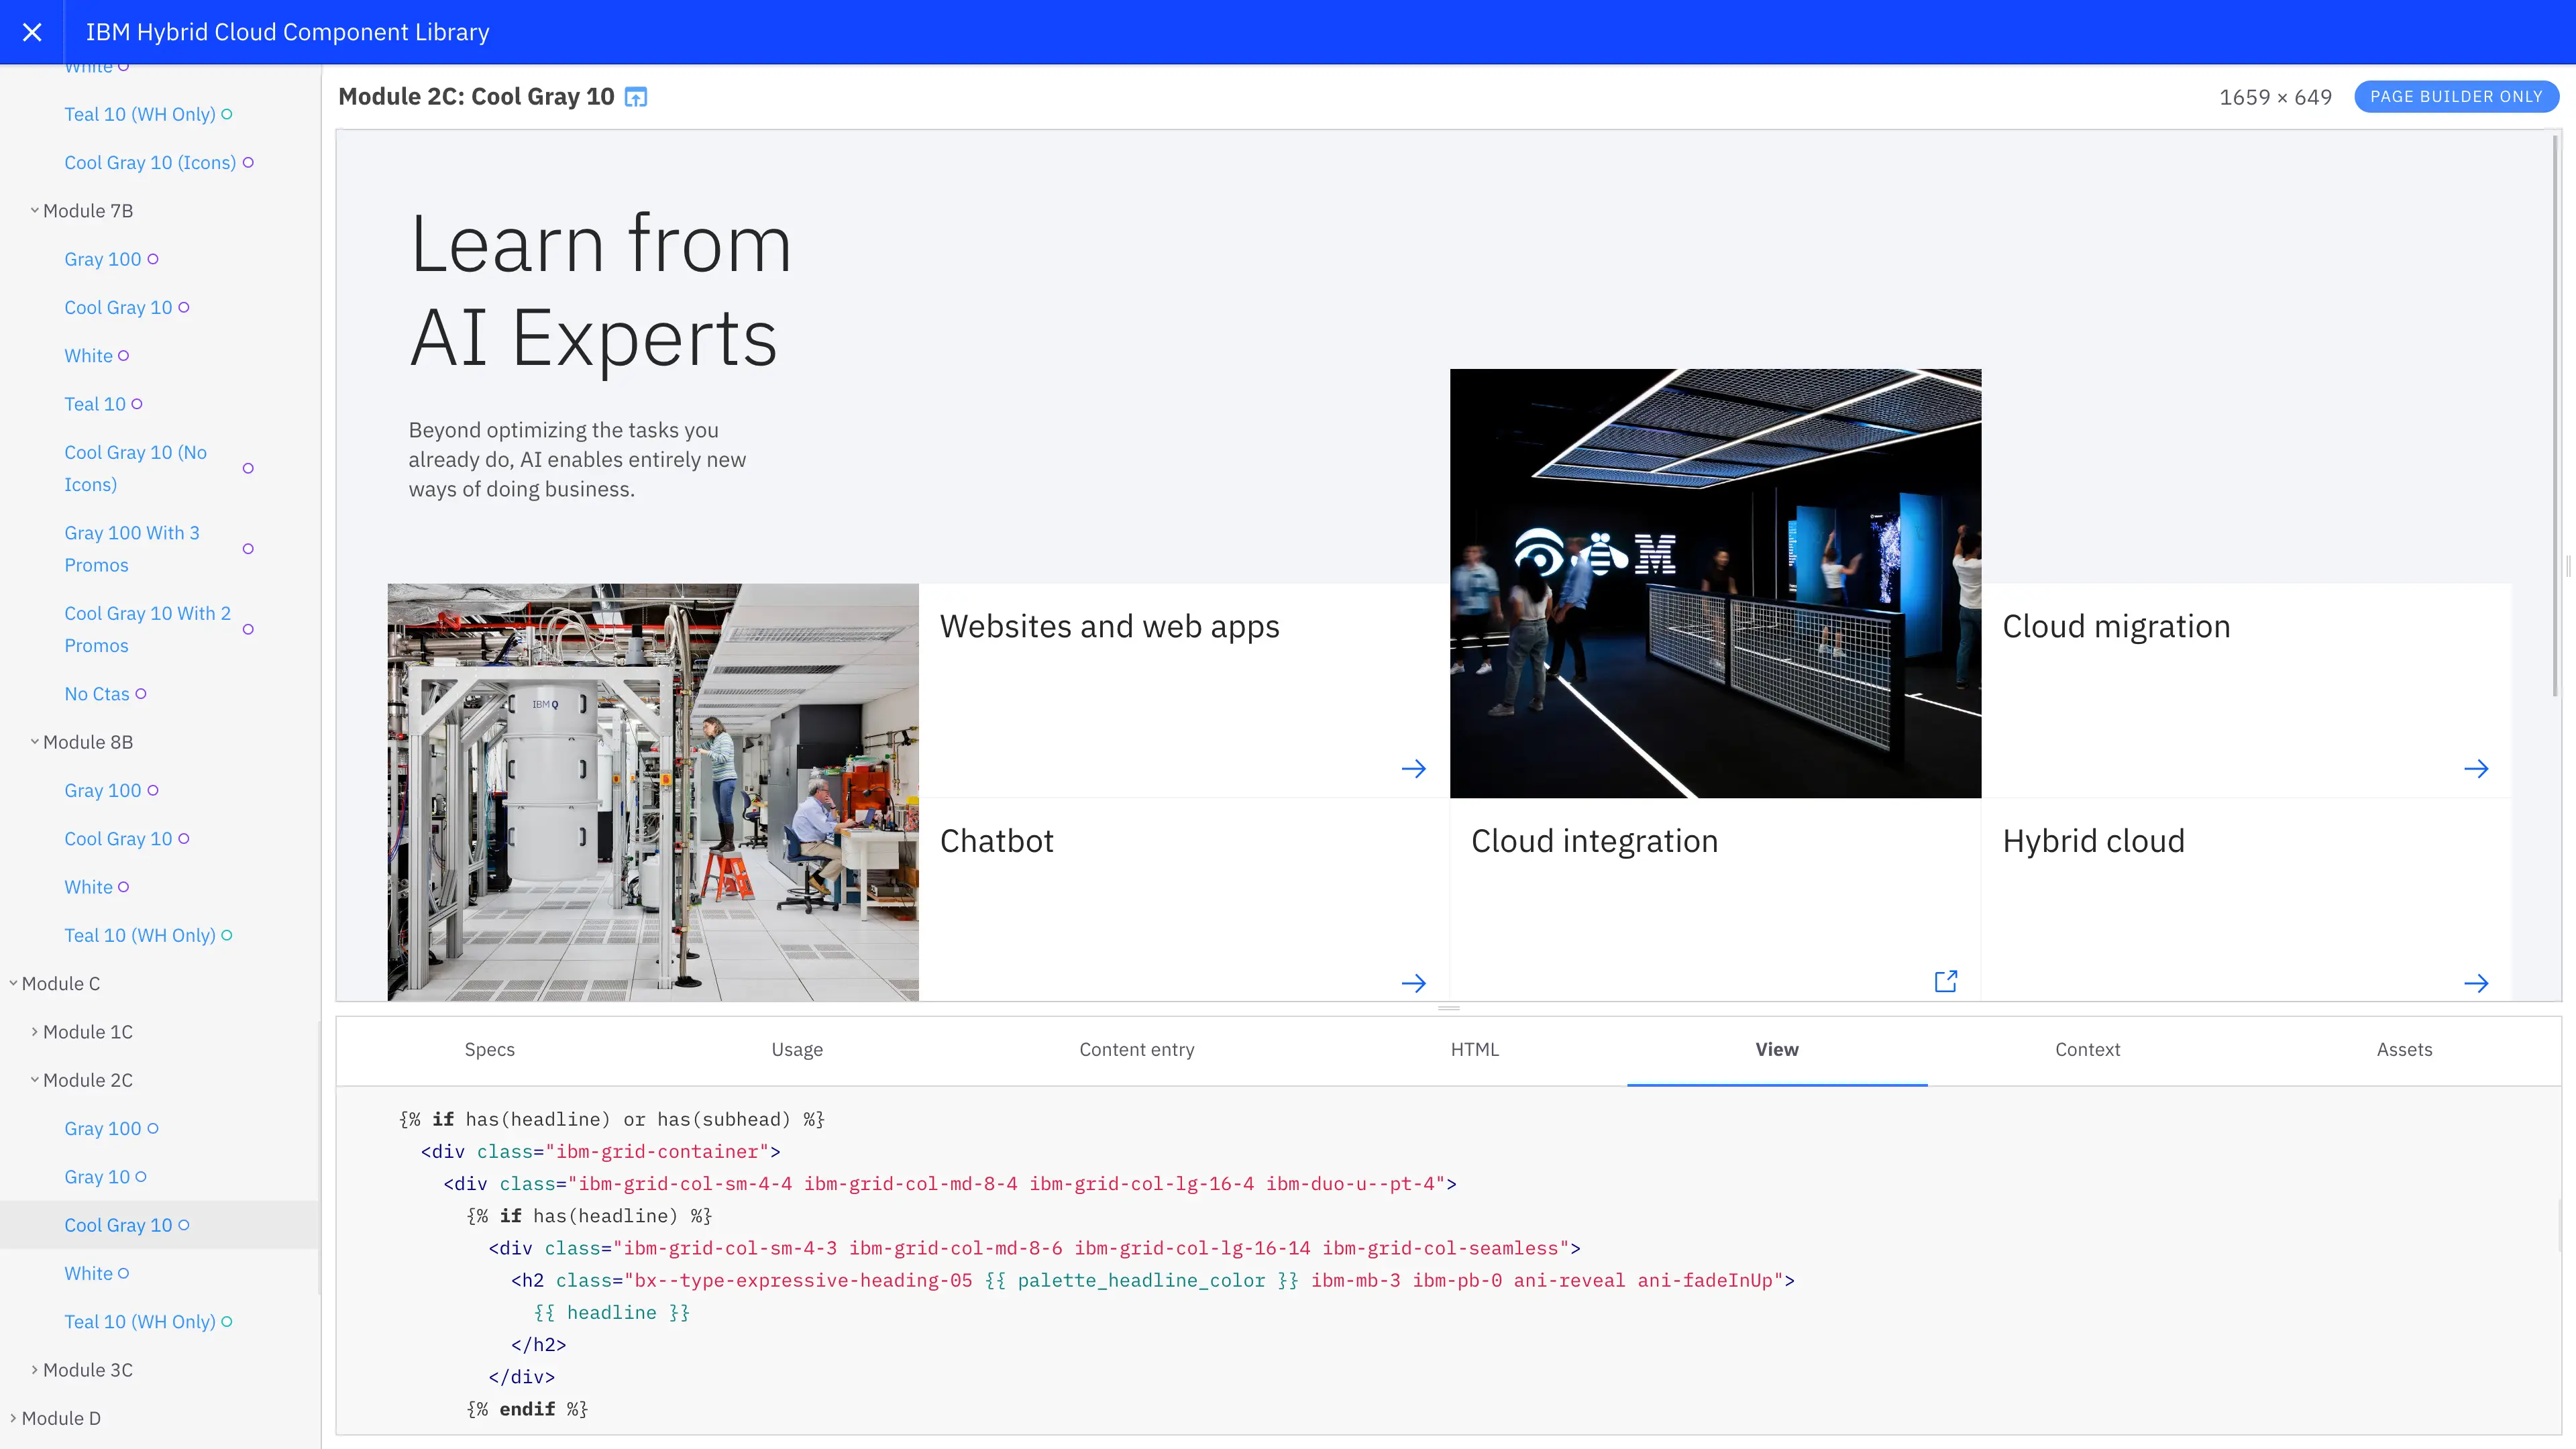 IBM Hybrid Cloud Component Library
White
Teal 10 (WH Only)
Cool Gray 10 (Icons)
Module 7B
Gray 100
Cool Gray 10
White
Teal 10
Cool Gray 10 (No
Icons)
Gray 100 With 3
Promos
Cool Gray 10 With 2
Promos
No Ctas
Module 8B
Gray 100
Cool Gray 10
White
Teal 10 (WH Only)
Module C
Module 1C
Module 2C
Gray 100
Gray 10
Cool Gray 10
White
Teal 10 (WH Only)
Module 3C
Module D
Module 2C: Cool Gray 10
1659 × 649
PAGE BUILDER ONLY
Learn from
AI Experts
Beyond optimizing the tasks you
already do, AI enables entirely new
ways of doing business.
IBM Q
Websites and web apps
M
Cloud migration
Chatbot
Cloud integration
Hybrid cloud
Specs
Usage
Content entry
HTML
View
Context
Assets
{% if has(headline) or has(subhead) %}
<div class="ibm-grid-container">
<div class="ibm-grid-col-sm-4-4 ibm-grid-col-md-8-4 ibm-grid-col-lg-16-4 ibm-duo-u--pt-4">
{% if has(headline) %}
<div class="ibm-grid-col-sm-4-3 ibm-grid-col-md-8-6 ibm-grid-col-lg-16-14 ibm-grid-col-seamless">
<h2 class="bx--type-expressive-heading-05 {{ palette_headline_color }} ibm-mb-3 ibm-pb-0 ani-reveal ani-fadeInUp">
{{ headline }}
</h2>
</div>
{% endif %}